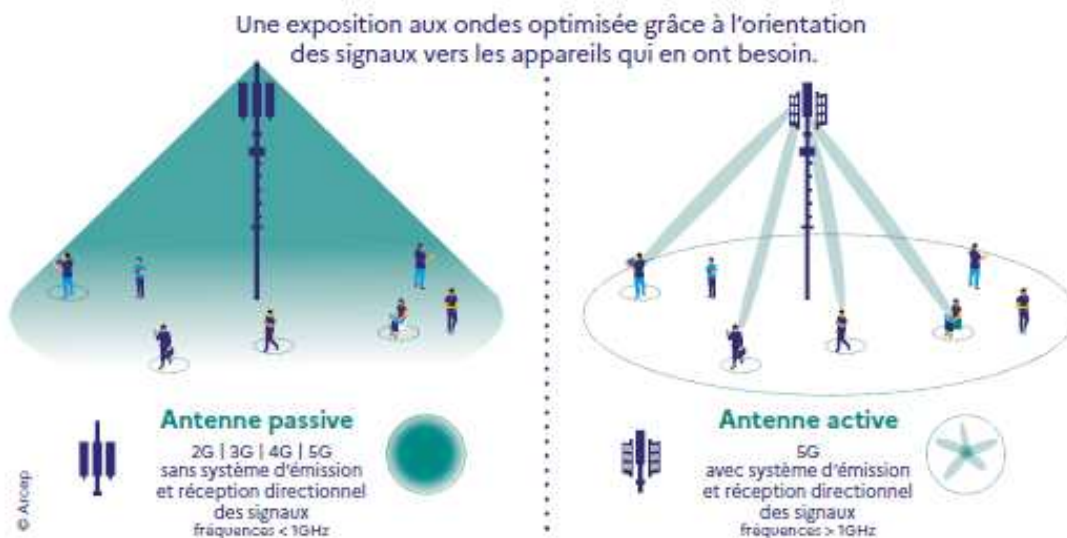 Une exposition aux ondes optimisée grâce à l'orientation
des signaux vers les appareils qui en ont besoin.
Antenne passive
2G | 3G | 4G | 5G
sans système d'émission
et réception directionnel
des signaux
fréquences < 1GHz
Antenne active
5G
avec système d'émission
et réception directionnel
des signaux
fréquences > 1GHz
© Arcep